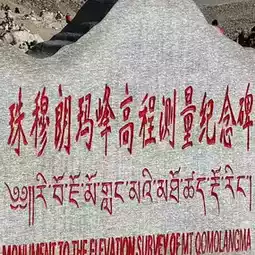 珠穆朗玛峰高程测量纪念碑
༄༅།།རི་བོ་ཇོ་མོ་གླང་མའི་མཐོ་ཚད་རྡོ་རིང་།
MONUMENT TO THE ELEVATION SURVEY OF MT QOMOLANGMA